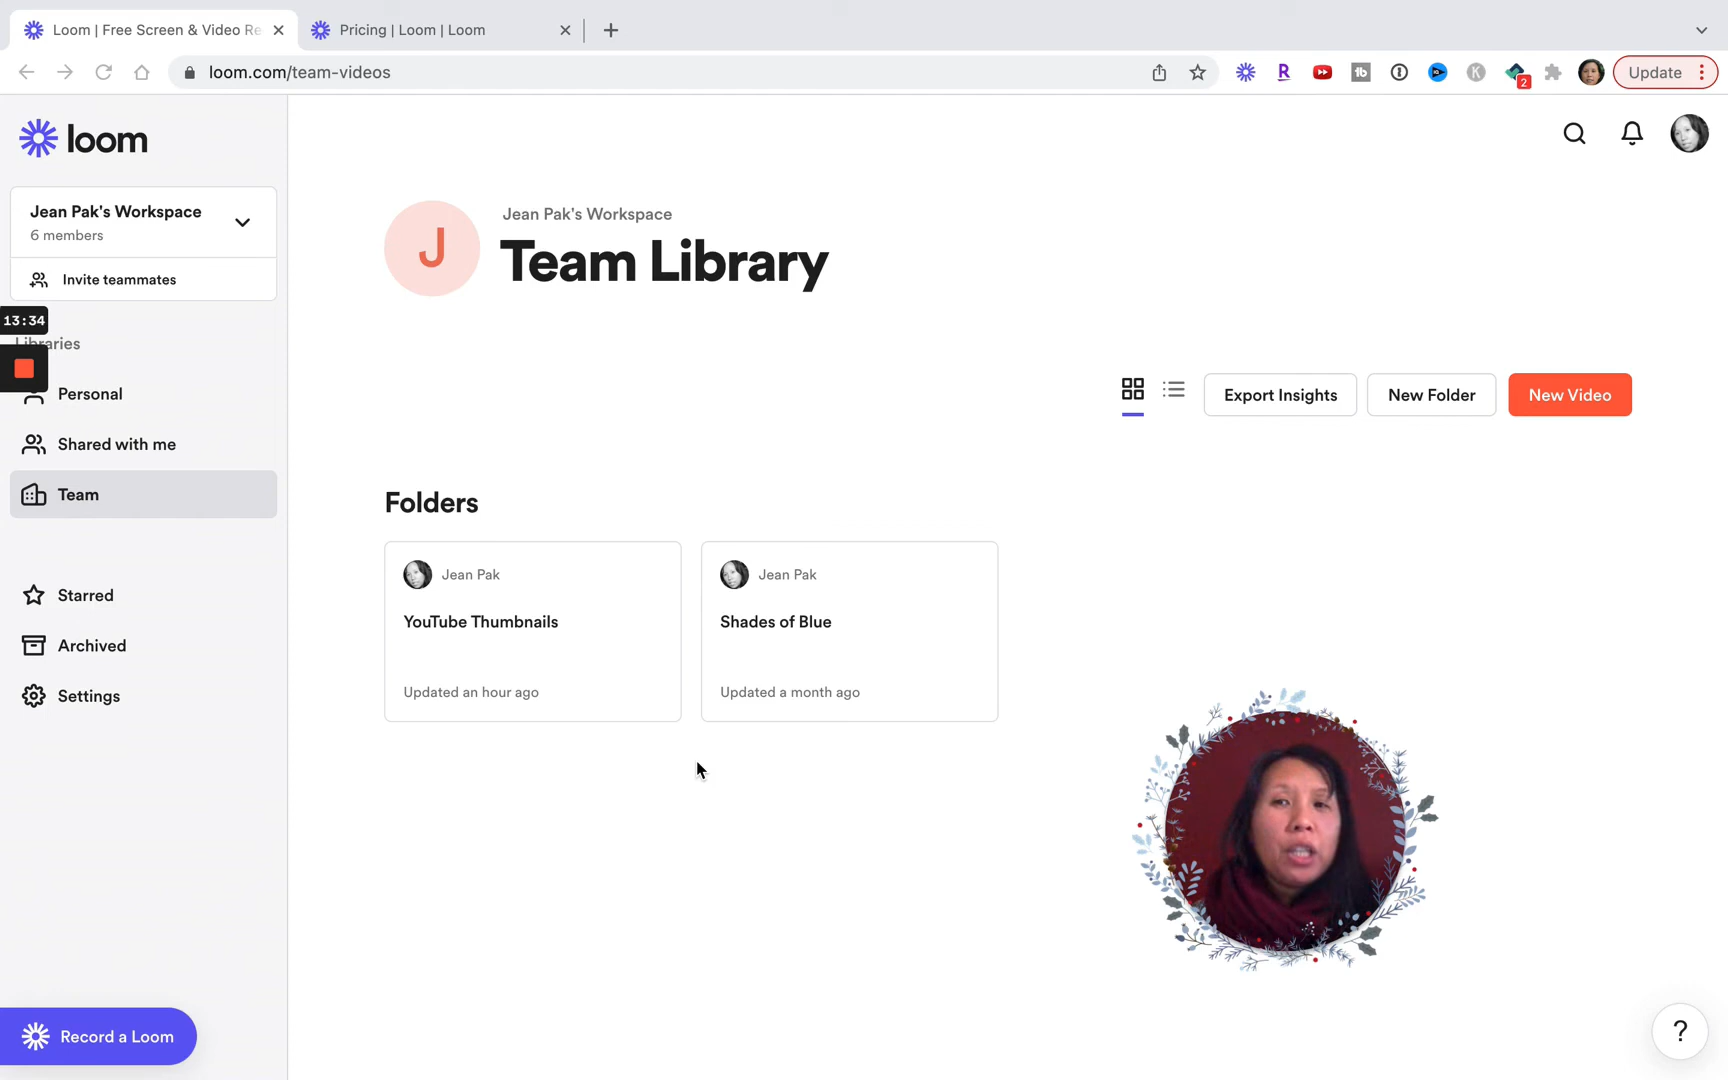 Loom | Free Screen & Video Re
Pricing | Loom | Loom
loom.com/team-videos
R
tb
K
2
Update
loom
Jean Pak's Workspace
6 members
Invite teammates
13:34
Libraries
Personal
Shared with me
Team
Starred
Archived
Settings
Record a Loom
J
Jean Pak's Workspace
Team Library
Export Insights
New Folder
New Video
Folders
Jean Pak
YouTube Thumbnails
Updated an hour ago
Jean Pak
Shades of Blue
Updated a month ago
?